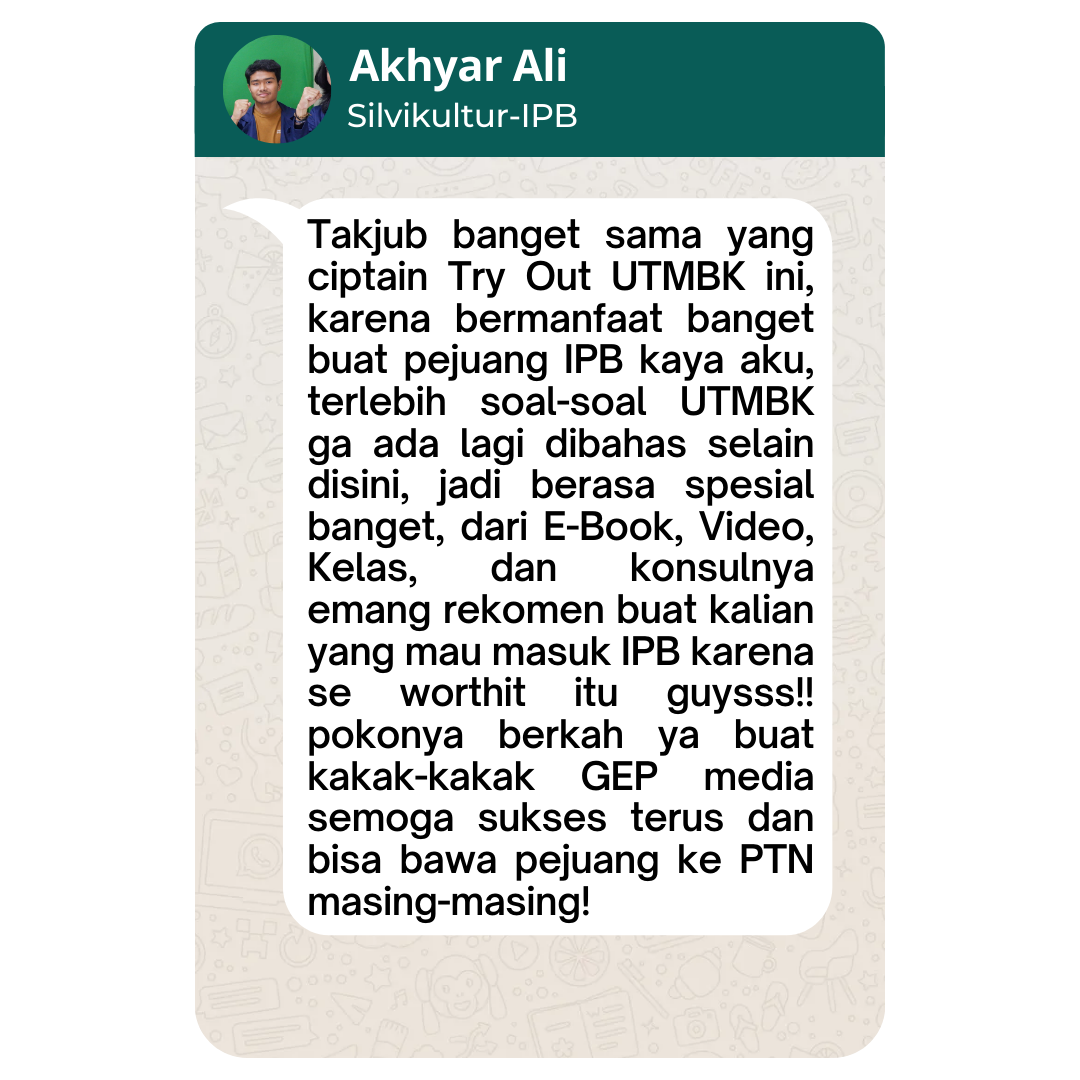 Akhyar Ali
Silvikultur-IPB
Takjub banget sama yang
ciptain Try Out UTMBK ini,
karena bermanfaat banget
buat pejuang IPB kaya aku,
terlebih soal-soal UTMBK
ga ada lagi dibahas selain
disini, jadi berasa spesial
banget, dari E-Book, Video,
Kelas, dan konsulnya
emang rekomen buat kalian
yang mau masuk IPB karena
se worthit itu guysss!!
pokonya berkah ya buat
kakak-kakak GEP media
semoga sukses terus dan
bisa bawa pejuang ke PTN
masing-masing!